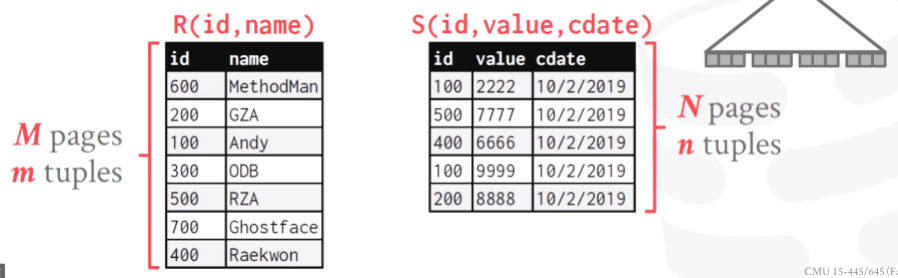 R(id,name)
id name
600 MethodMan
200 GZA
100 Andy
300 ODB
500 RZA
700 Ghostface
400 Raekwon
M pages
m tuples
S(id,value,cdate)
id value cdate
100 2222 10/2/2019
500 7777 10/2/2019
400 6666 10/2/2019
100 9999 10/2/2019
200 8888 10/2/2019
N pages
n tuples
CMU 15-445/645 (Fa